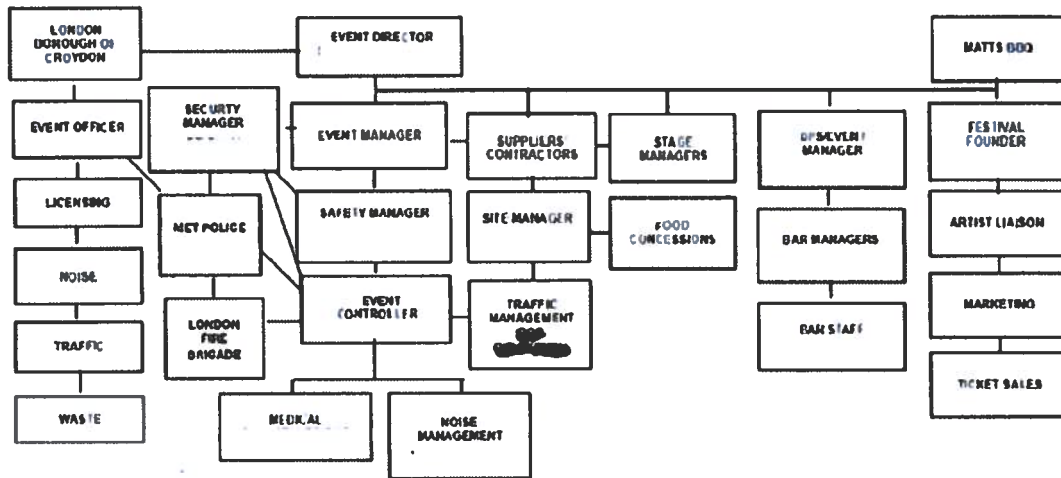 LONDON
BOROUGH OF
CROYDON
EVENT DIRECTOR
MATTS BBQ
EVENT OFFICER
SECURTY
MANAGER
EVENT MANAGER
SUPPLIERS
CONTRACTORS
STAGE
MANAGERS
MANAGER
FESTIVAL
FOUNDER
LICENSING
MET POLICE
SAFETY MANAGER
SITE MANAGER
FOOD
CONCESSIONS
BAR MANAGERS
ARTIST LIAISON
NOISE
LONDON
FIRE
BRIGADE
EVENT
CONTROLLER
TRAFFIC
MANAGEMENT
BAR STAFF
MARKETING
TRAFFIC
TICKET SALES
WASTE
MEDICAL
NOISE
MANAGEMENT